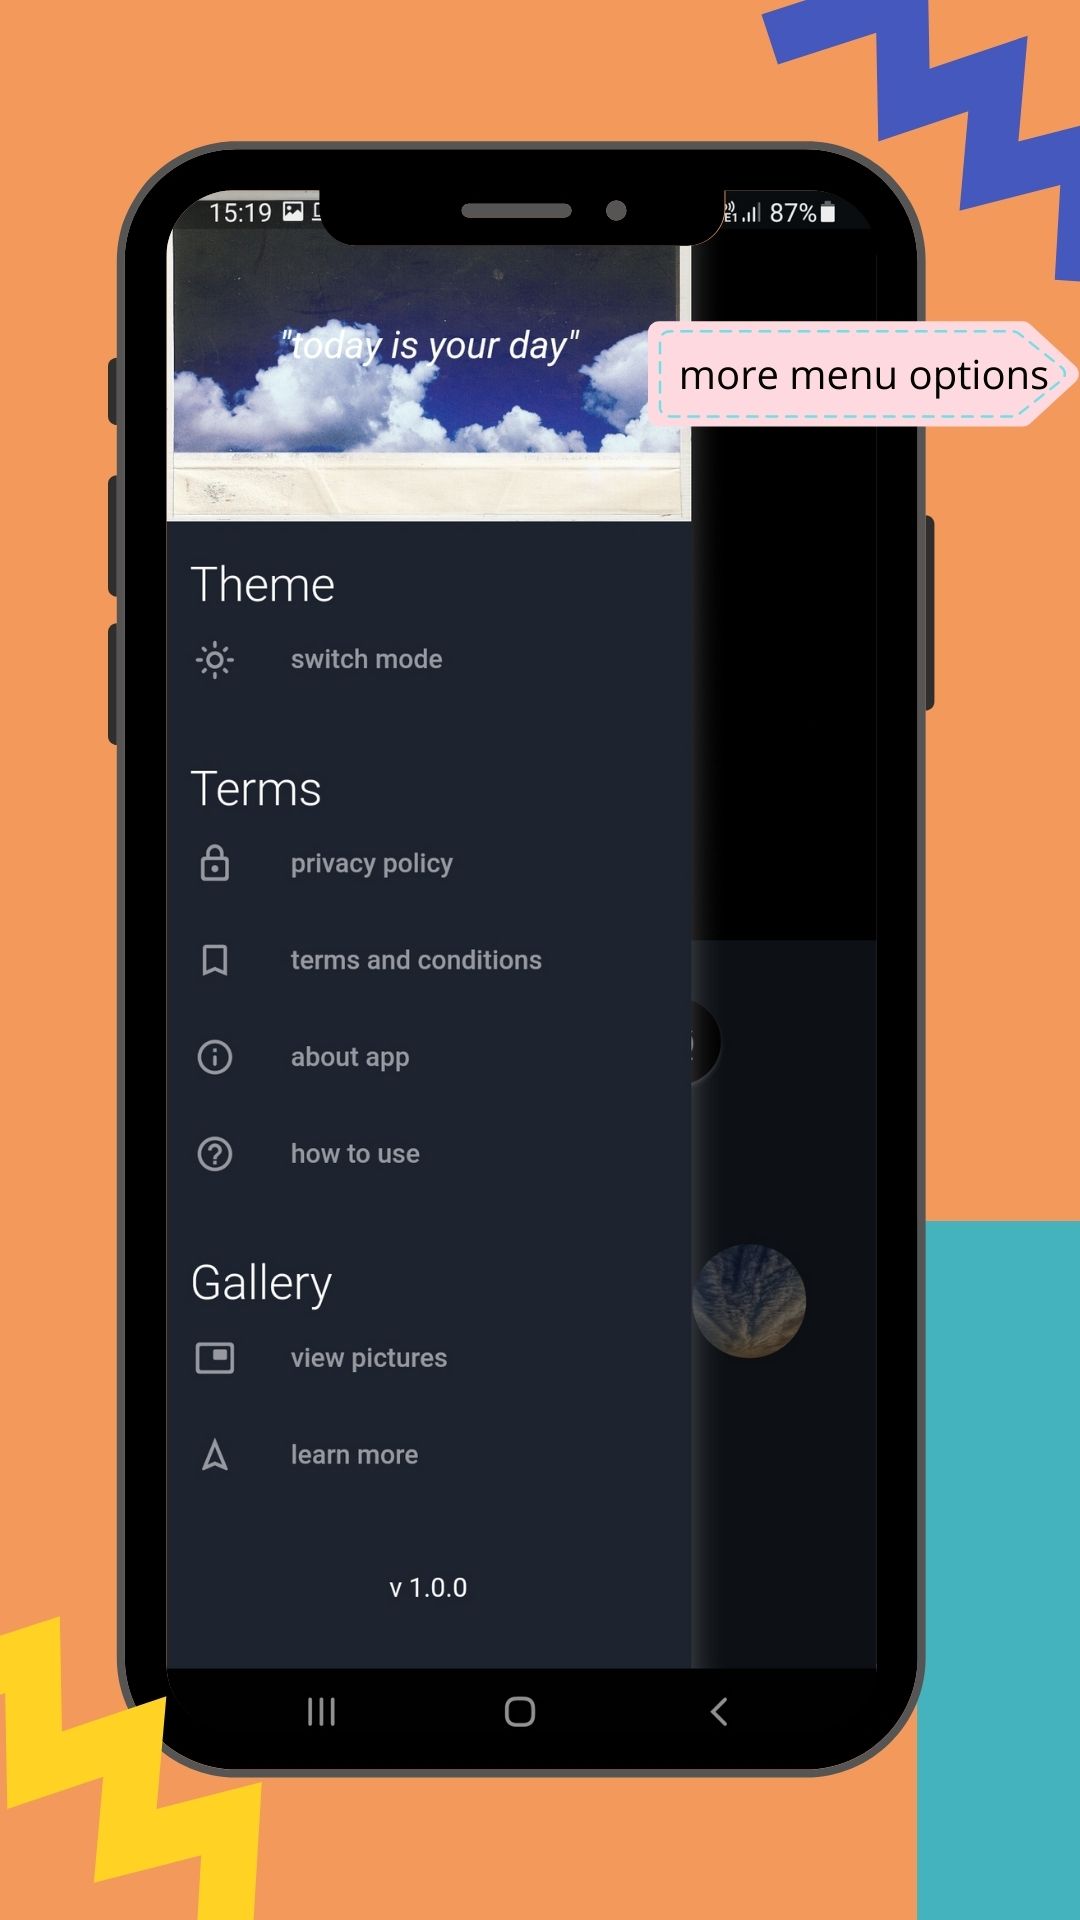 15:19
87%
"today is your day"
more menu options
Theme
switch mode
Terms
privacy policy
terms and conditions
about app
how to use
Gallery
view pictures
learn more
v 1.0.0